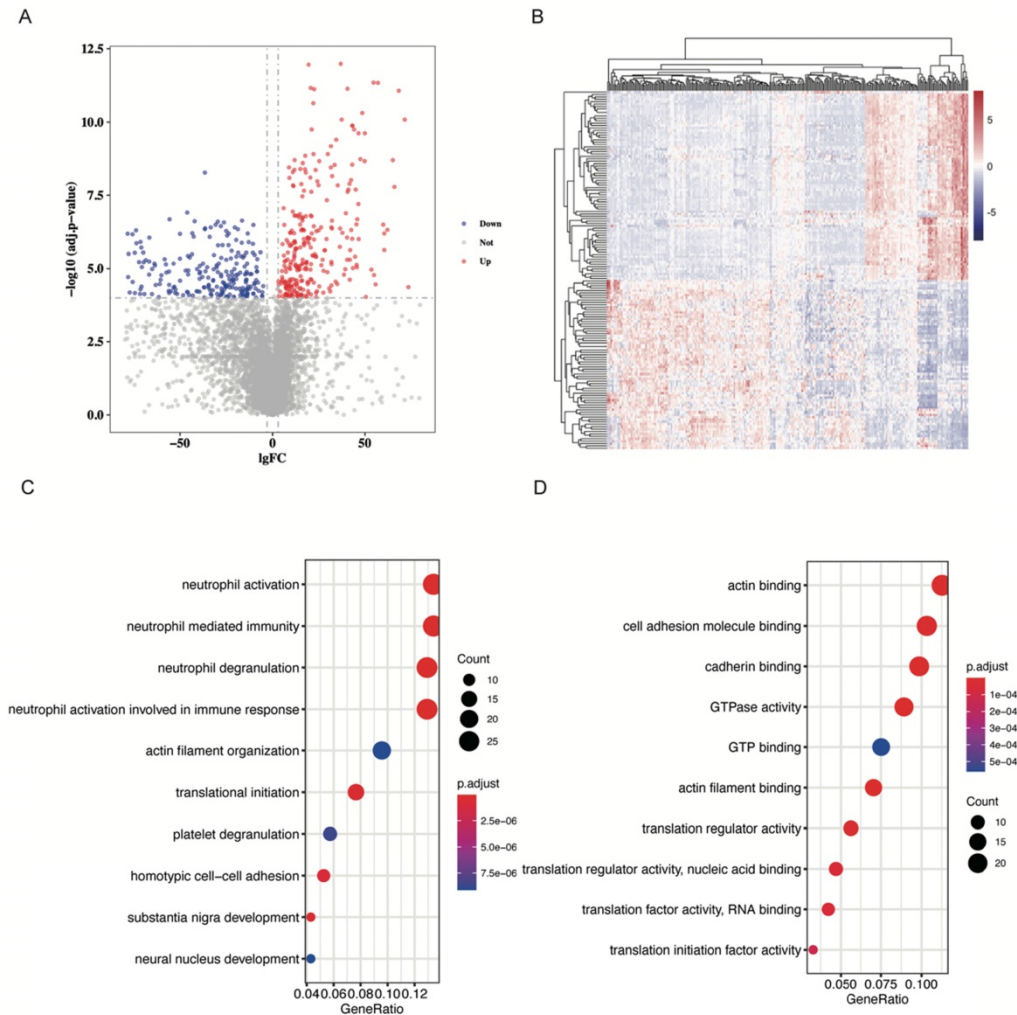 A
B
12.5
10.0
7.5
5.0
2.5
0.0
-log10 (adj.p-value)
-50
0
50
lgFC
Down
Not
Up
5
0
-5
C
D
neutrophil activation
neutrophil mediated immunity
neutrophil degranulation
neutrophil activation involved in immune response
actin filament organization
translational initiation
platelet degranulation
homotypic cell-cell adhesion
substantia nigra development
neural nucleus development
0.040.060.080.100.12
GeneRatio
Count
10
15
20
25
p.adjust
2.5e-06
5.0e-06
7.5e-06
actin binding
cell adhesion molecule binding
cadherin binding
GTPase activity
GTP binding
actin filament binding
translation regulator activity
translation regulator activity, nucleic acid binding
translation factor activity, RNA binding
translation initiation factor activity
0.050
0.075
0.100
GeneRatio
p.adjust
1e-04
2e-04
3e-04
4e-04
5e-04
Count
10
15
20